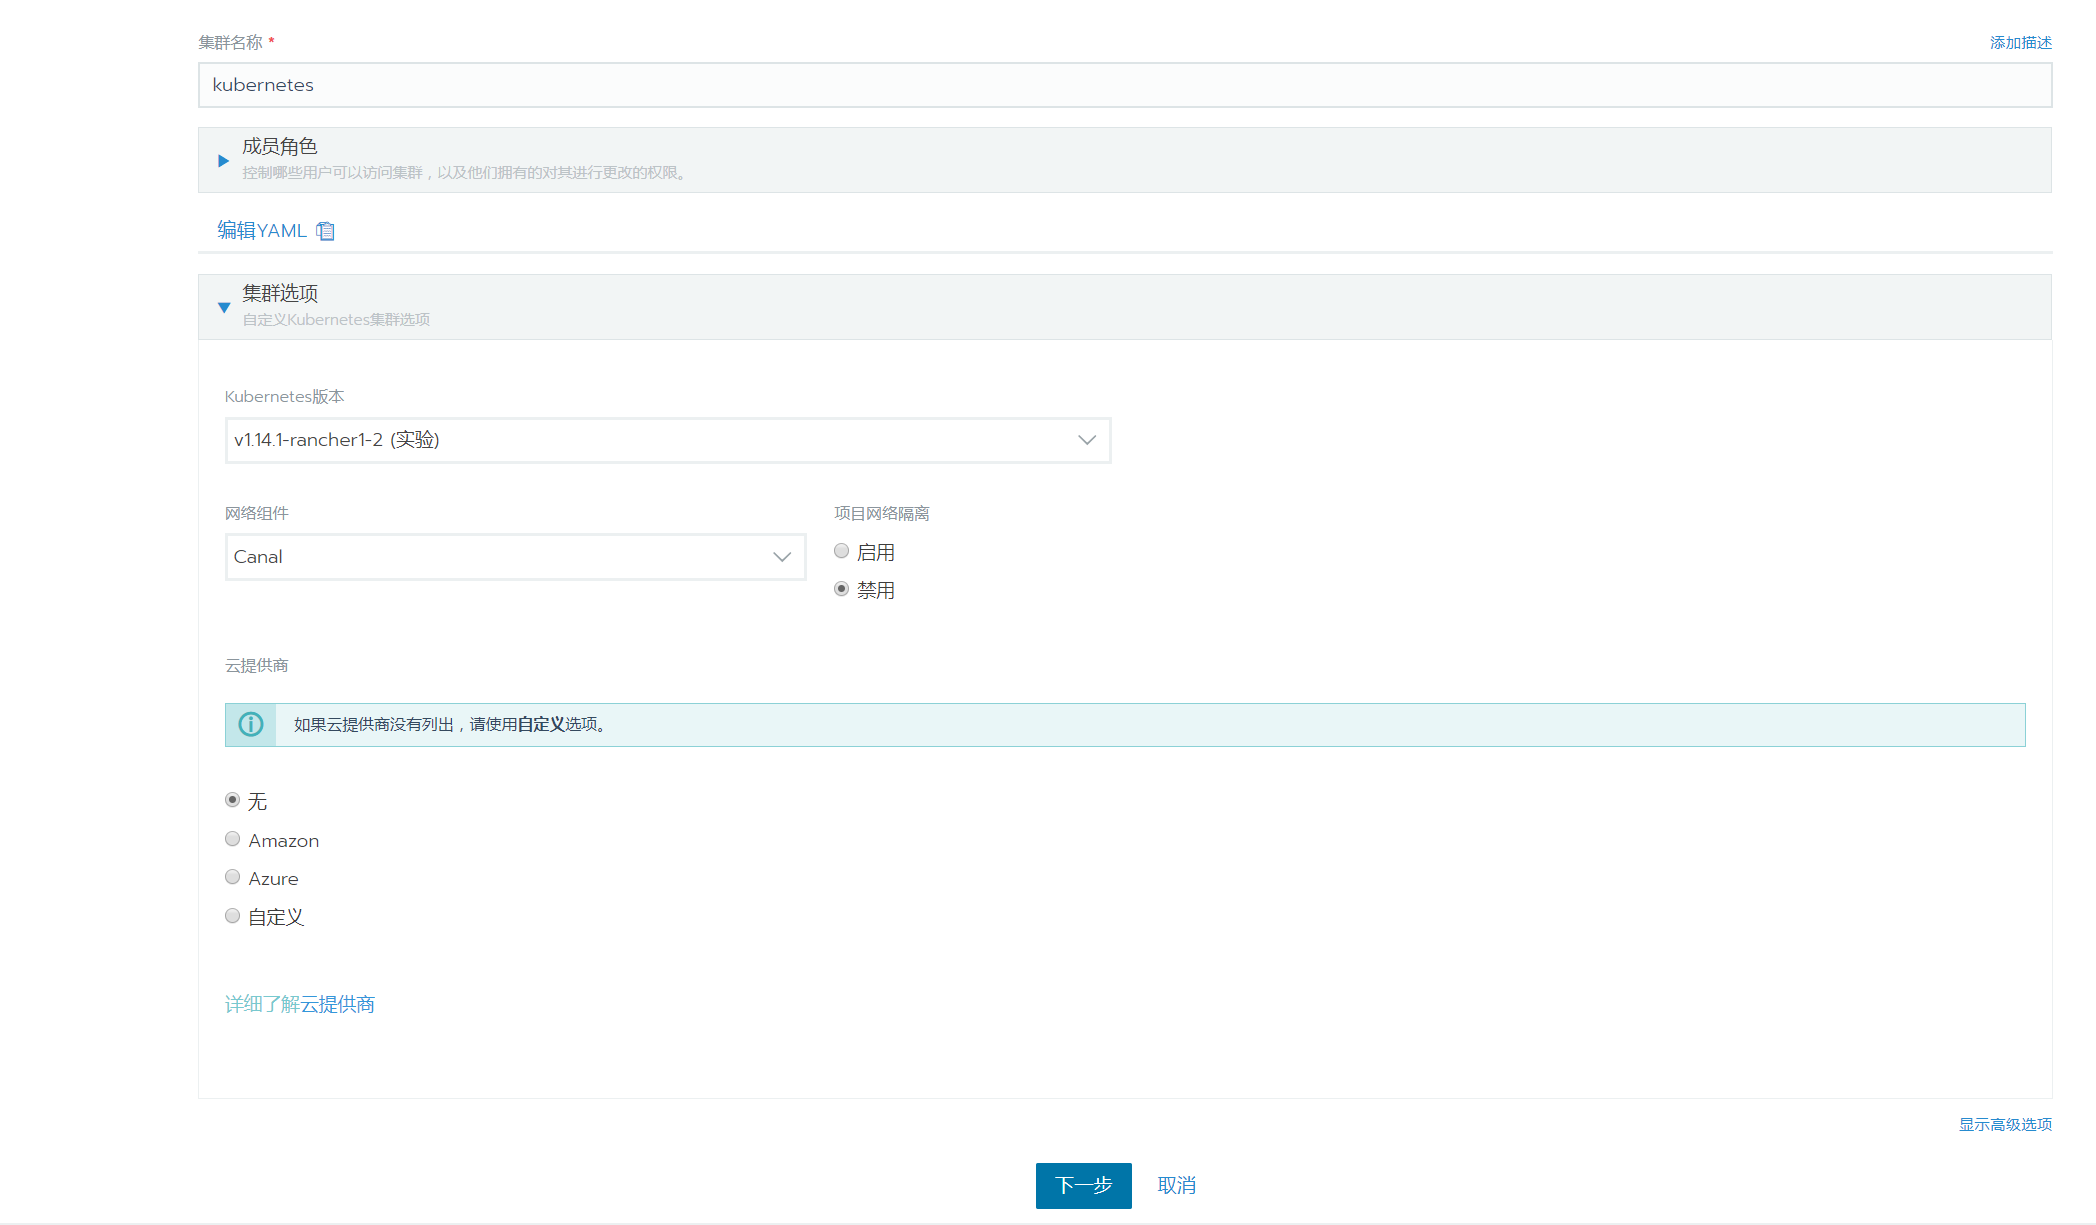 集群名称 *
添加描述
kubernetes
成员角色
控制哪些用户可以访问集群，以及他们拥有的对其进行更改的权限。
编辑YAML
集群选项
自定义Kubernetes集群选项
Kubernetes版本
v1.14.1-rancher1-2 (实验)
网络组件
项目网络隔离
Canal
启用
禁用
云提供商
如果云提供商没有列出，请使用自定义选项。
无
Amazon
Azure
自定义
详细了解云提供商
显示高级选项
下一步
取消